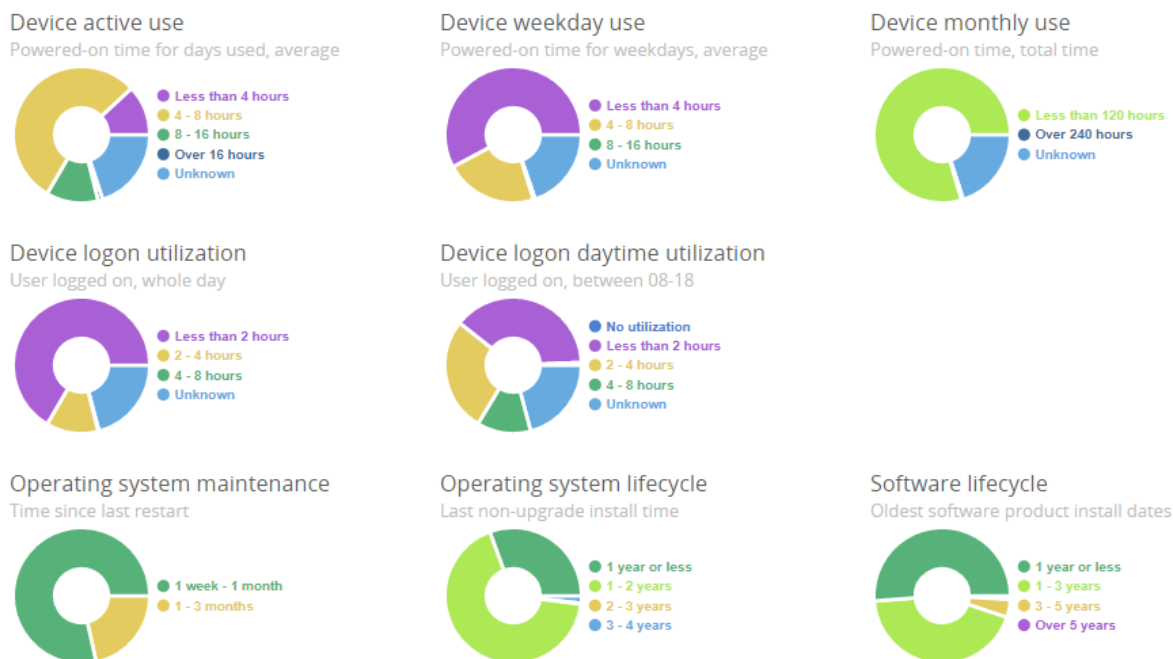 Device active use
Powered-on time for days used, average
Less than 4 hours
4 - 8 hours
8 - 16 hours
Over 16 hours
Unknown
Device weekday use
Powered-on time for weekdays, average
Less than 4 hours
4 - 8 hours
8 - 16 hours
Unknown
Device monthly use
Powered-on time, total time
Less than 120 hours
Over 240 hours
Unknown
Device logon utilization
User logged on, whole day
Less than 2 hours
2 - 4 hours
4 - 8 hours
Unknown
Device logon daytime utilization
User logged on, between 08-18
No utilization
Less than 2 hours
2 - 4 hours
4 - 8 hours
Unknown
Operating system maintenance
Time since last restart
1 week - 1 month
1 - 3 months
Operating system lifecycle
Last non-upgrade install time
1 year or less
1 - 2 years
2 - 3 years
3 - 4 years
Software lifecycle
Oldest software product install dates
1 year or less
1 - 3 years
3 - 5 years
Over 5 years